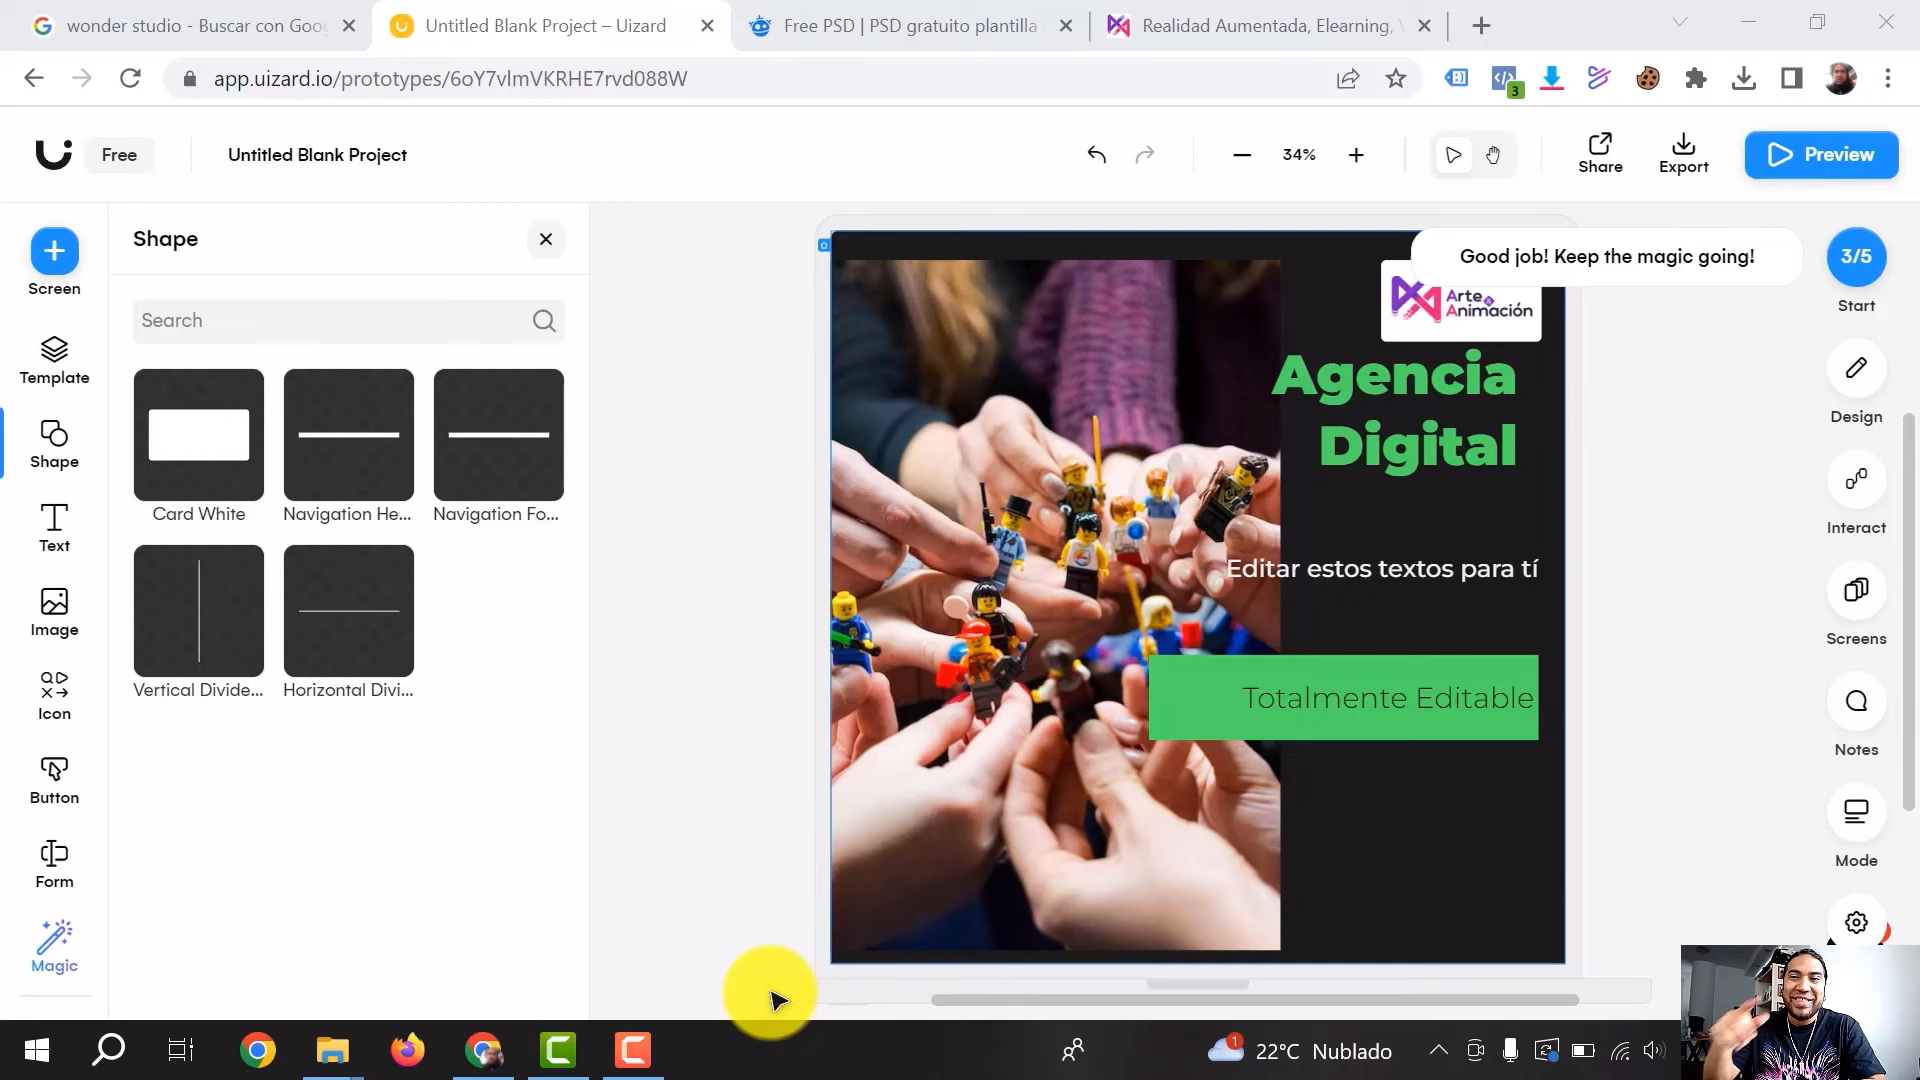 wonder studio - Buscar con Goog
Untitled Blank Project – Uizard
Free PSD | PSD gratuito plantilla
Realidad Aumentada, Elearning,
app.uizard.io/prototypes/6oY7vlmVKRHE7rvd088W
3
Free
Untitled Blank Project
34%
Share
Export
Preview
Screen
Template
Shape
Text
Image
Icon
Button
Form
Magic
Shape
Search
Card White
Navigation He...
Navigation Fo...
Vertical Divide...
Horizontal Divi...
Good job! Keep the magic going!
Arte
Animación
Agencia
Digital
Editar estos textos para tí
Totalmente Editable
3/5
Start
Design
Interact
Screens
Notes
Mode
1
22°C Nublado